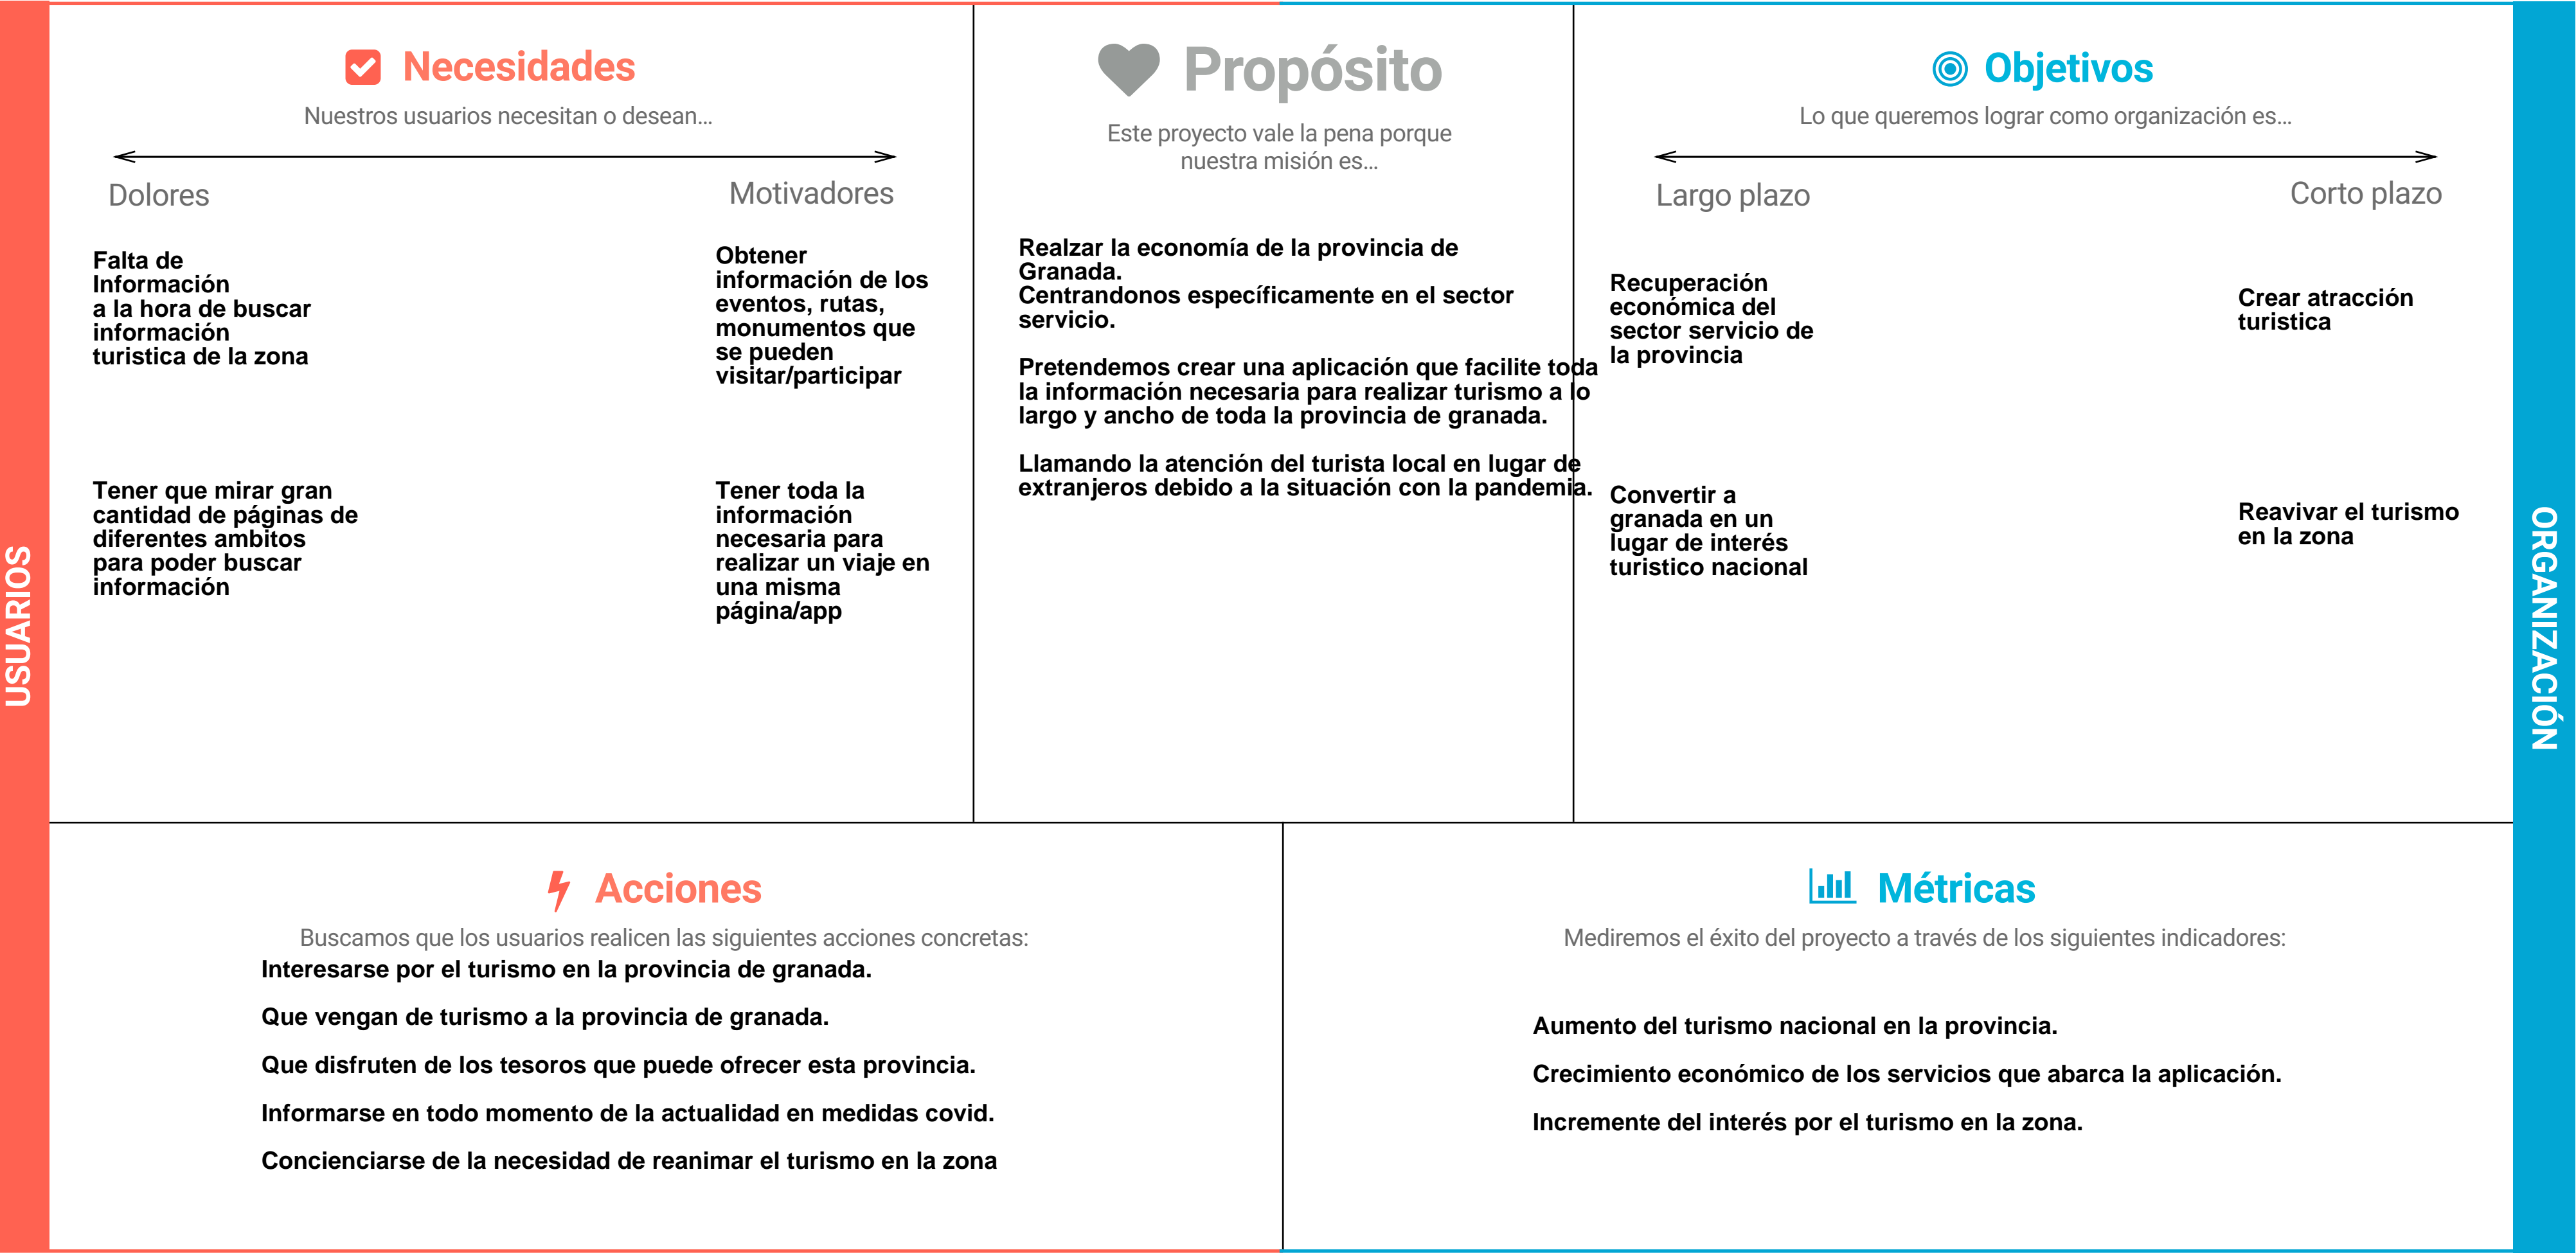 USUARIOS
Necesidades
Nuestros usuarios necesitan o desean...
Dolores
Motivadores
Falta de
Información
a la hora de buscar
información
turistica de la zona
Obtener
información de los
eventos, rutas,
monumentos que
se pueden
visitar/participar
Tener que mirar gran
cantidad de páginas de
diferentes ambitos
para poder buscar
información
Tener toda la
información
necesaria para
realizar un viaje en
una misma
página/app
Propósito
Este proyecto vale la pena porque
nuestra misión es...
Realzar la economía de la provincia de
Granada.
Centrandonos específicamente en el sector
servicio.
Pretendemos crear una aplicación que facilite toda
la información necesaria para realizar turismo a lo
largo y ancho de toda la provincia de granada.
Llamando la atención del turista local en lugar de
extranjeros debido a la situación con la pandemia.
Objetivos
Lo que queremos lograr como organización es...
Largo plazo
Corto plazo
Recuperación
económica del
sector servicio de
la provincia
Crear atracción
turistica
Convertir a
granada en un
lugar de interés
turistico nacional
Reavivar el turismo
en la zona
ORGANIZACIÓN
Acciones
Buscamos que los usuarios realicen las siguientes acciones concretas:
Interesarse por el turismo en la provincia de granada.
Que vengan de turismo a la provincia de granada.
Que disfruten de los tesoros que puede ofrecer esta provincia.
Informarse en todo momento de la actualidad en medidas covid.
Concienciarse de la necesidad de reanimar el turismo en la zona
Métricas
Mediremos el éxito del proyecto a través de los siguientes indicadores:
Aumento del turismo nacional en la provincia.
Crecimiento económico de los servicios que abarca la aplicación.
Incremente del interés por el turismo en la zona.